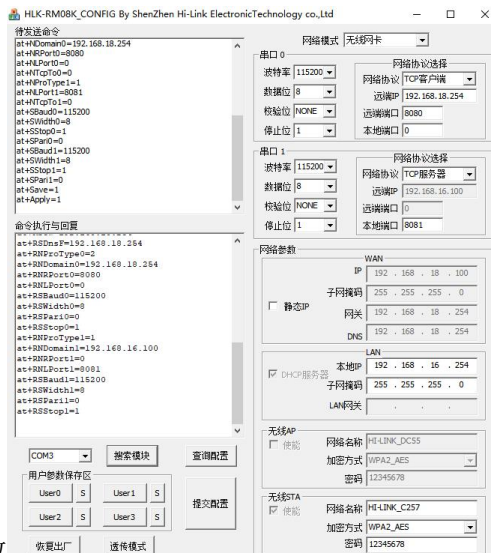 HLK-RM08K_CONFIG By ShenZhen Hi-Link ElectronicTechnology co.,Ltd
待发送命令
at+NDomain0=192.168.18.254
at+NRPort0=8080
at+NLPort0=0
at+NTcpTo0=0
at+NProType1=1
at+NLPort1=8081
at+NTcpTo1=0
at+SBaud0=115200
at+SWidth0=8
at+SStop0=1
at+SPari0=0
at+SBaud1=115200
at+SWidth1=8
at+SStop1=1
at+SPari1=0
at+Save=1
at+Apply=1
命令执行与回复
at+RSDnsF=192.168.18.254
at+RNProType0=2
at+RNDomain0=192.168.18.254
at+RNRPort0=8080
at+RNLPort0=0
at+RSBaud0=115200
at+RSWidth0=8
at+RSPari0=0
at+RSStop0=1
at+RNProType1=1
at+RNDomain1=192.168.16.100
at+RNRPort1=0
at+RNLPort1=8081
at+RSBaud1=115200
at+RSWidth1=8
at+RSPari1=0
at+RSStop1=1
COM3 搜索模块 查询配置
用户参数保存区
User0 S User1 S
User2 S User3 S
提交配置
恢复出厂 透传模式
网络模式 无线网卡
串口 0
波特率 115200
数据位 8
校验位 NONE
停止位 1
网络协议选择
网络协议 TCP客户端
远端IP 192.168.18.254
远端端口 8080
本地端口 0
串口 1
波特率 115200
数据位 8
校验位 NONE
停止位 1
网络协议选择
网络协议 TCP服务器
远端IP 192.168.16.100
远端端口 0
本地端口 8081
网络参数
WAN
静态IP
IP 192 . 168 . 18 . 100
子网掩码 255 . 255 . 255 . 0
网关 192 . 168 . 18 . 254
DNS 192 . 168 . 18 . 254
LAN
DHCP服务器
本地IP 192 . 168 . 16 . 254
子网掩码 255 . 255 . 255 . 0
LAN网关 . . .
无线AP
使能 网络名称 HI-LINK_DC55
加密方式 WPA2_AES
密码 12345678
无线STA
使能 网络名称 HI-LINK_C257
加密方式 WPA2_AES
密码 12345678